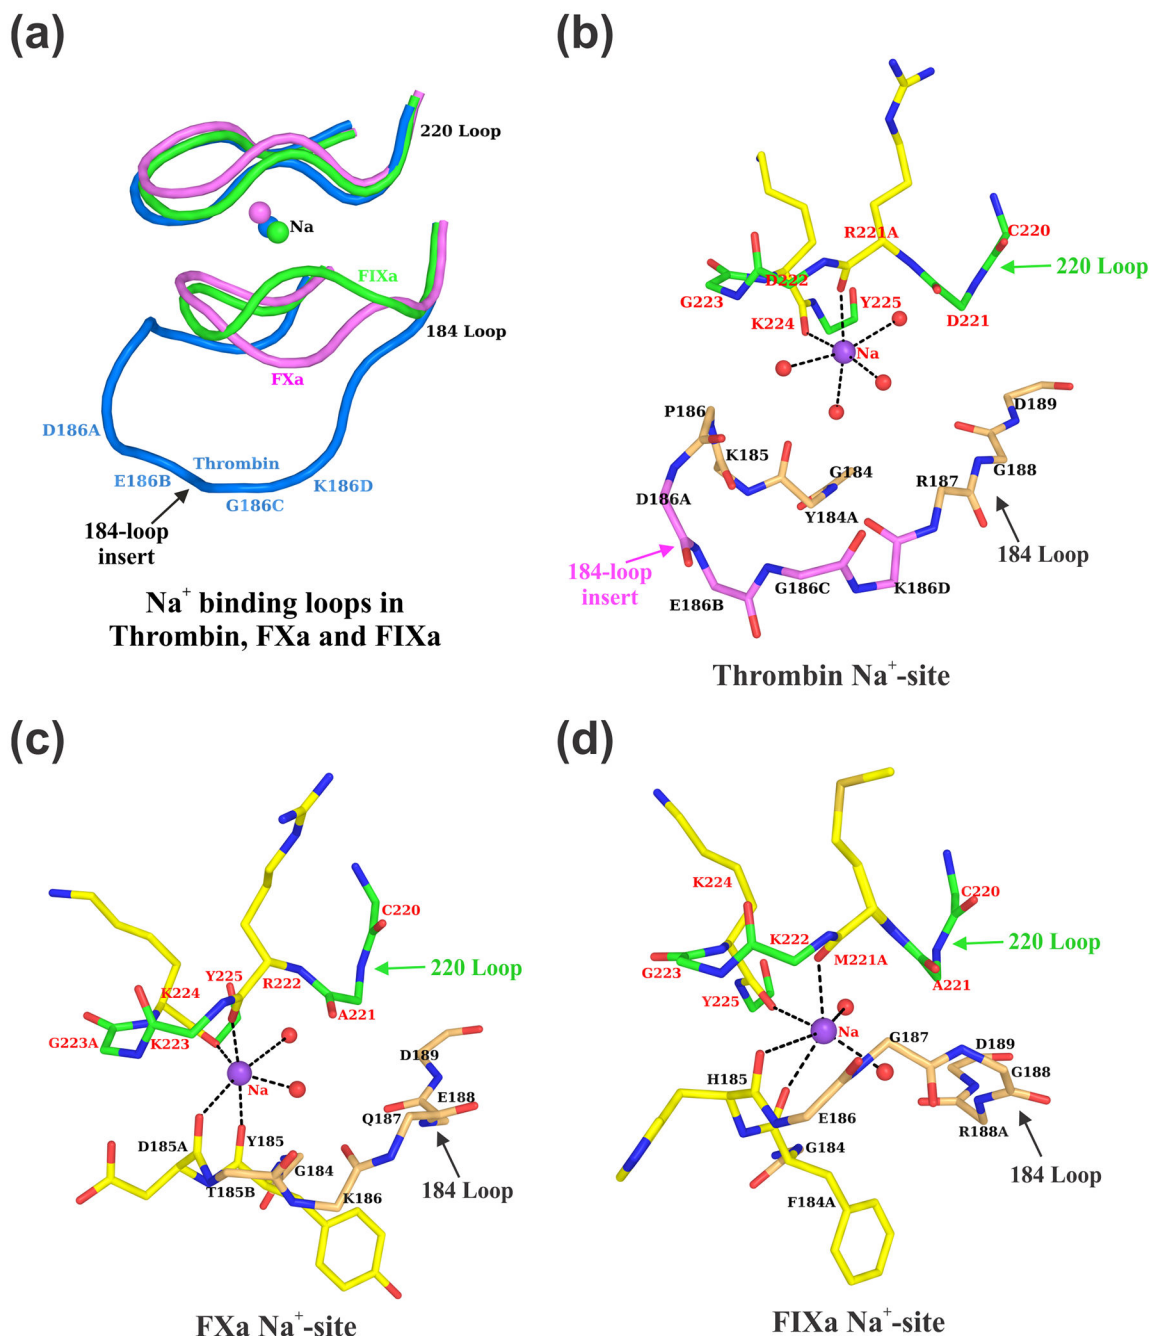 (a)
220 Loop
Na
FIXa
184 Loop
FXa
D186A
E186B
Thrombin
G186C
K186D
184-loop
insert
Na+ binding loops in
Thrombin, FXa and FIXa
(b)
R221A
C220
220 Loop
D222
G223
Y225
K224
D221
Na
P186
D189
K185
G184
G188
R187
D186A
Y184A
184 Loop
184-loop
insert
E186B
G186C
K186D
Thrombin Na+-site
(c)
C220
220 Loop
Y225
R222
K224
A221
G223A
K223
Na
D189
E188
Q187
D185A
Y185
G184
T185B
K186
184 Loop
FXa Na+-site
(d)
K224
C220
K222
220 Loop
G223
M221A
Y225
A221
Na
G187
D189
H185
G188
E186
R188A
G184
184 Loop
F184A
FIXa Na+-site